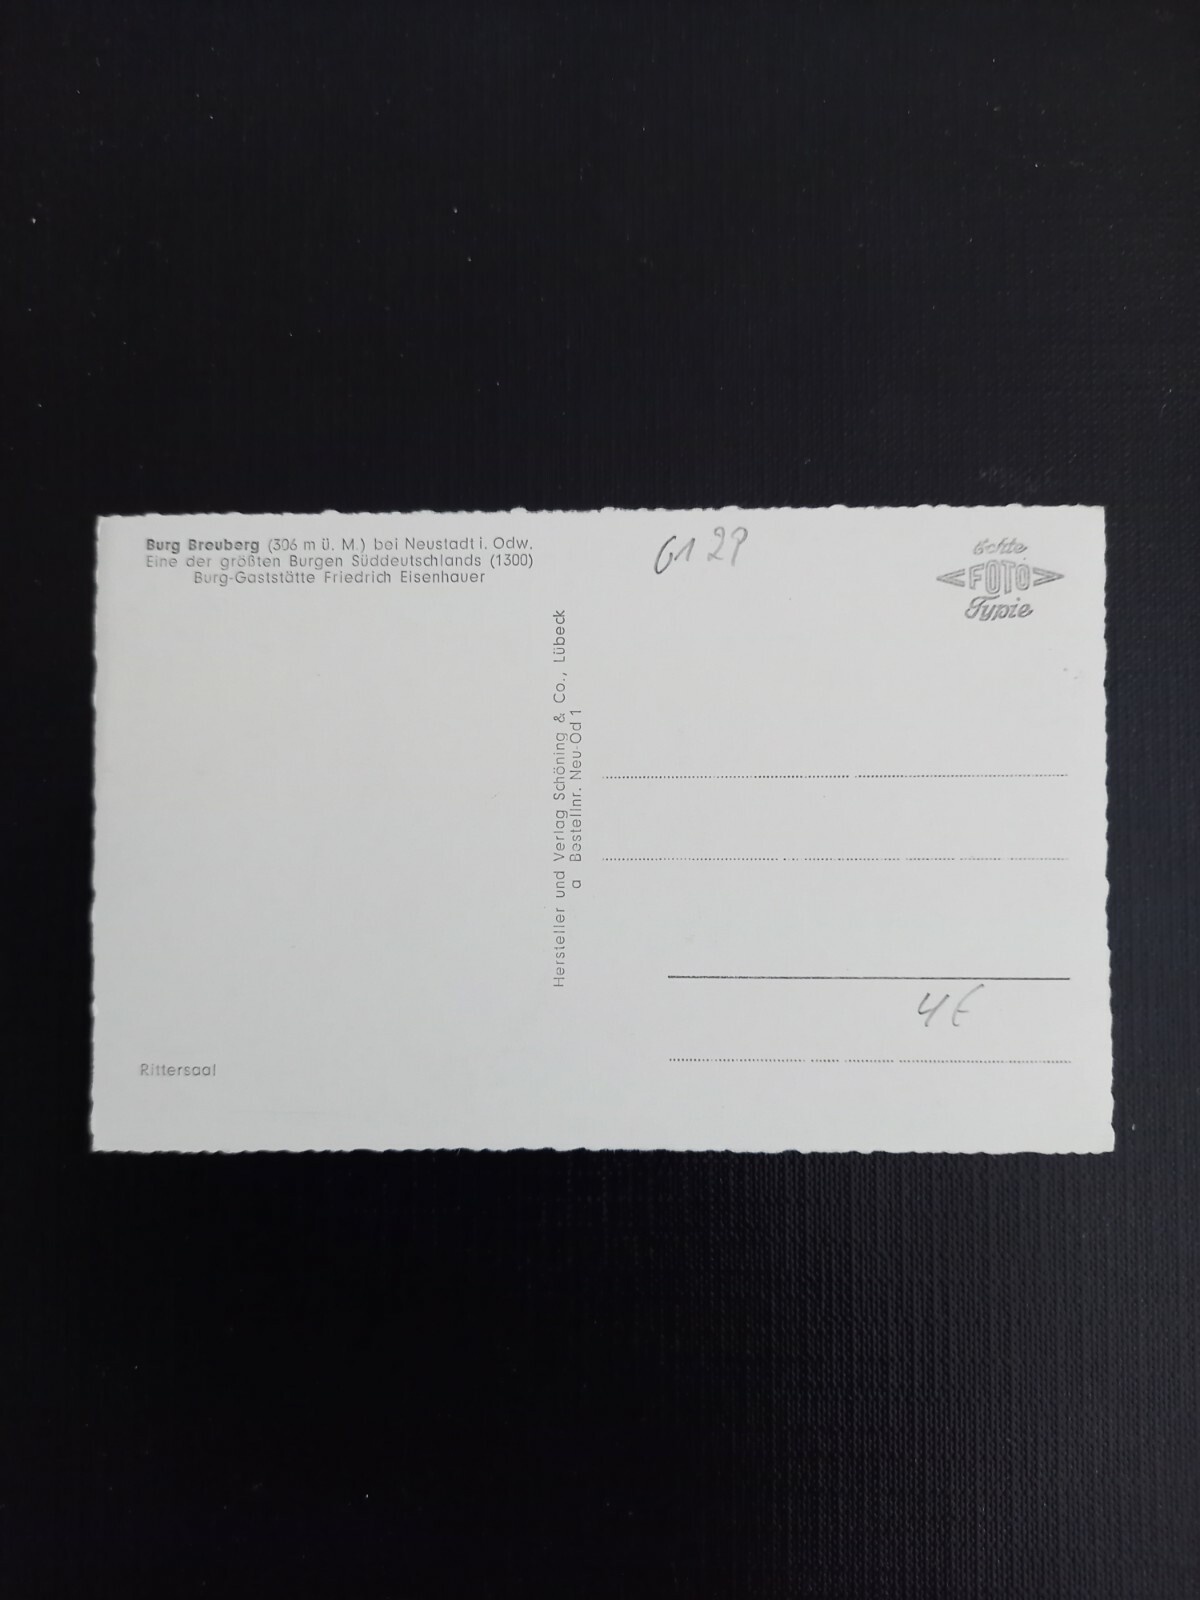 Burg Breuberg (306 m ü. M.) bei Neustadt i. Odw.
Eine der größten Burgen Süddeutschlands (1300)
Burg-Gaststätte Friedrich Eisenhauer
Echte
FOTO
Typie
Hersteller und Verlag Schöning & Co., Lübeck
a Bestellnr. Neu-Od 1
4 €
Rittersaal